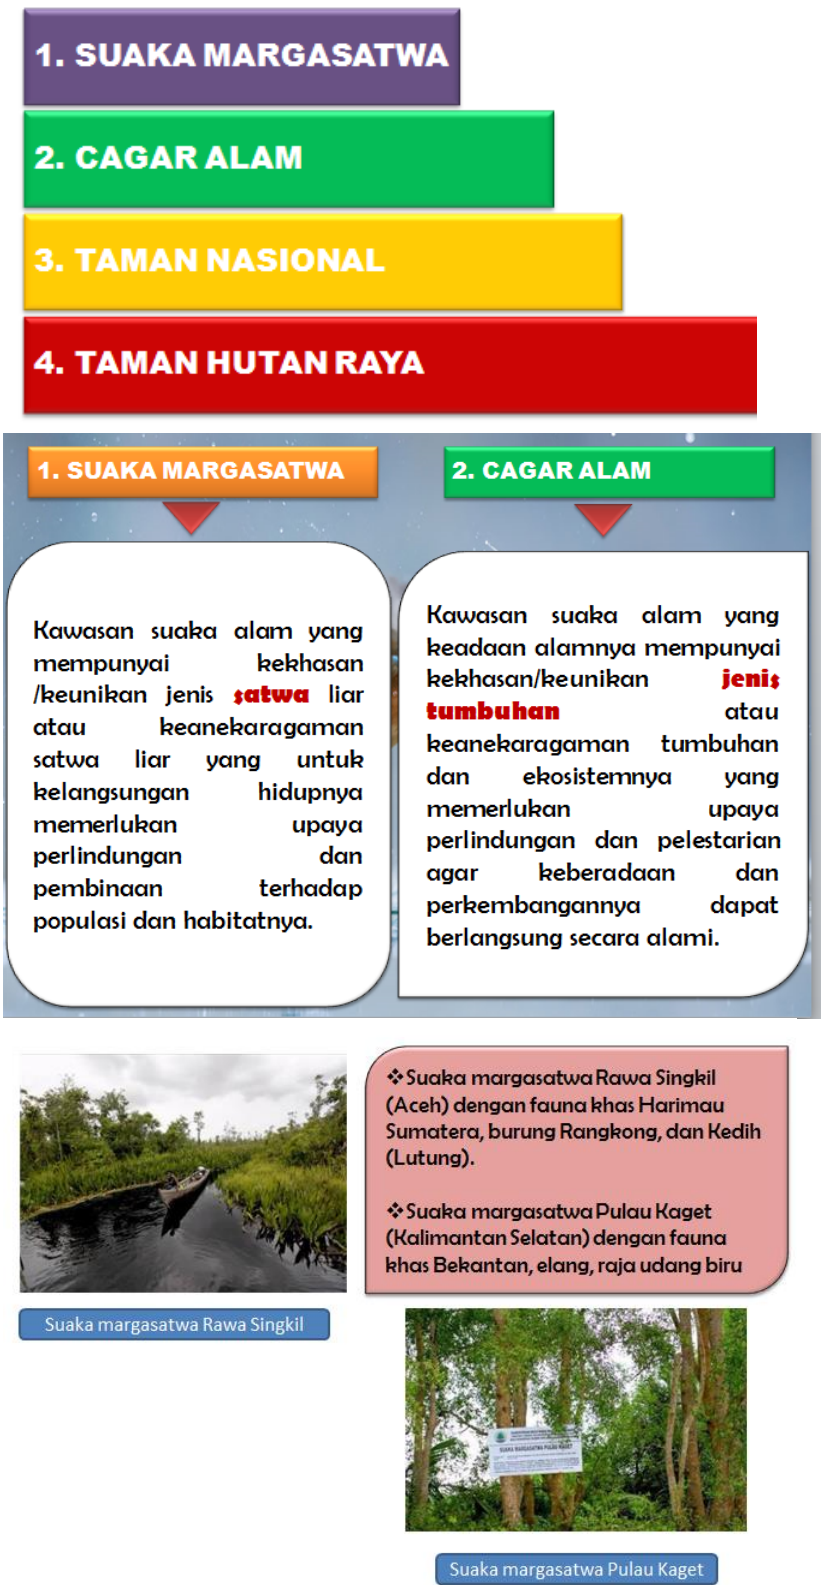 1. SUAKA MARGASATWA
2. CAGAR ALAM
3. TAMAN NASIONAL
4. TAMAN HUTAN RAYA
1. SUAKA MARGASATWA
Kawasan suaka alam yang
mempunyai kekhasan
/keunikan jenis satwa liar
atau keanekaragaman
satwa liar yang untuk
kelangsungan hidupnya
memerlukan upaya
perlindungan dan
pembinaan terhadap
populasi dan habitatnya.
2. CAGAR ALAM
Kawasan suaka alam yang
keadaan alamnya mempunyai
kekhasan/keunikan jenis
tumbuhan atau
keanekaragaman tumbuhan
dan ekosistemnya yang
memerlukan upaya
perlindungan dan pelestarian
agar keberadaan dan
perkembangannya dapat
berlangsung secara alami.
❖Suaka margasatwa Rawa Singkil
(Aceh) dengan fauna khas Harimau
Sumatera, burung Rangkong, dan Kedih
(Lutung).
❖Suaka margasatwa Pulau Kaget
(Kalimantan Selatan) dengan fauna
khas Bekantan, elang, raja udang biru
Suaka margasatwa Rawa Singkil
SUAKA MARGASATWA PULAU KAGET
Suaka margasatwa Pulau Kaget